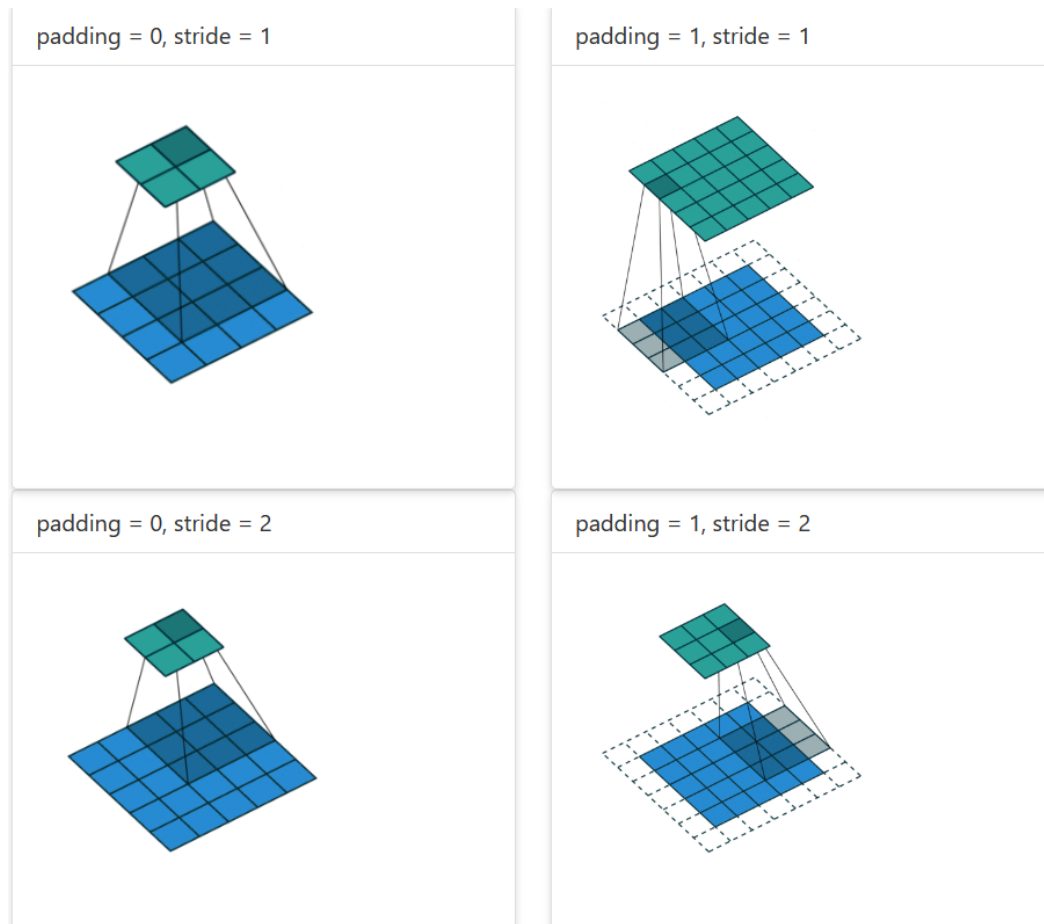 padding = 0, stride = 1
padding = 1, stride = 1
padding = 0, stride = 2
padding = 1, stride = 2